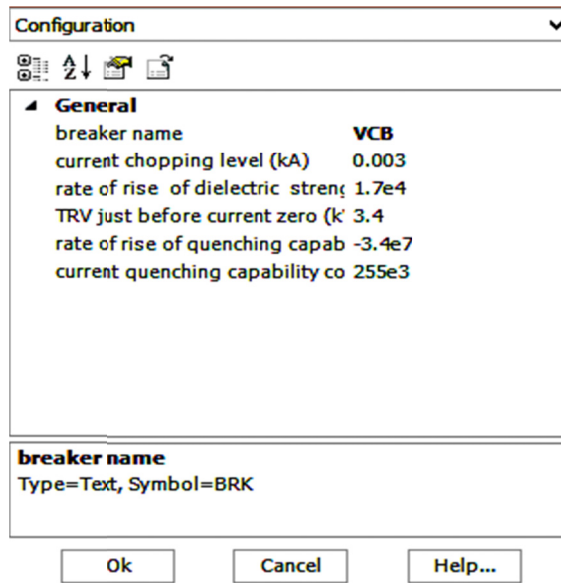 Configuration
General
breaker name VCB
current chopping level (kA) 0.003
rate of rise of dielectric streng 1.7e4
TRV just before current zero (k' 3.4
rate of rise of quenching capab -3.4e7
current quenching capability co 255e3
breaker name
Type=Text, Symbol=BRK
Ok Cancel Help...